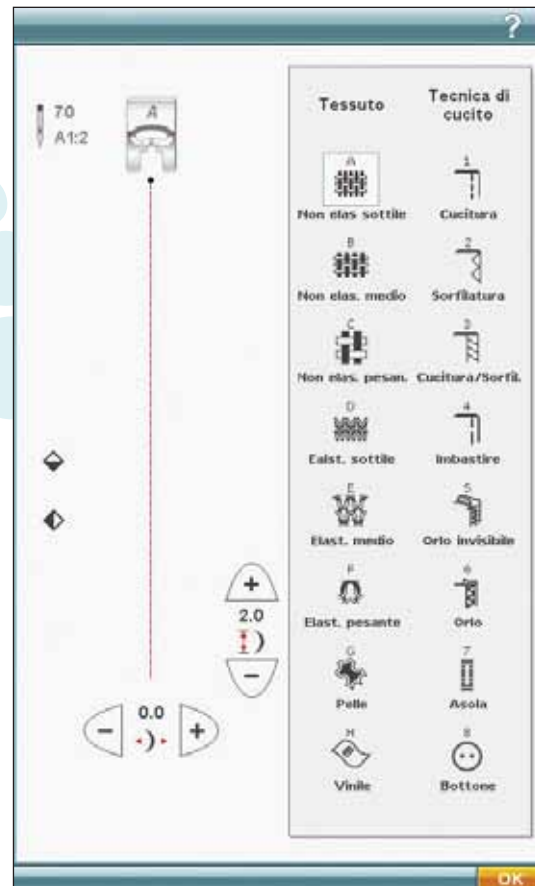 ?
70
A1:2
A
Tessuto
Tecnica di
cucito
A
Non elas sottile
1
Cucitura
B
Non elas. medio
2
Sorfilatura
C
Non elas. pesan.
3
Cucitura/Sorfil.
D
Ealst. sottile
4
Imbastire
E
Elast. medio
5
Orlo invisibile
F
Elast. pesante
6
Orlo
G
Pelle
7
Asola
H
Vinile
8
Bottone
+
2.0
−
−
0.0
+
OK